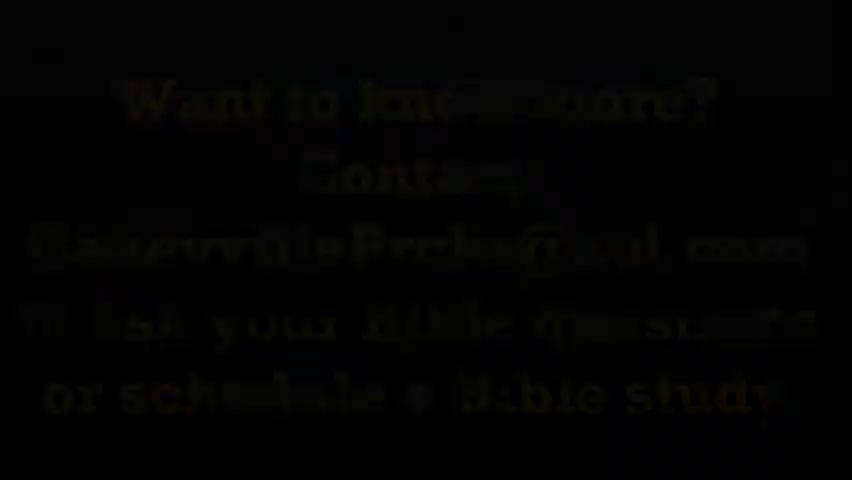 Want to know more?
Contact
to ask your Bible questions
or schedule a Bible study.